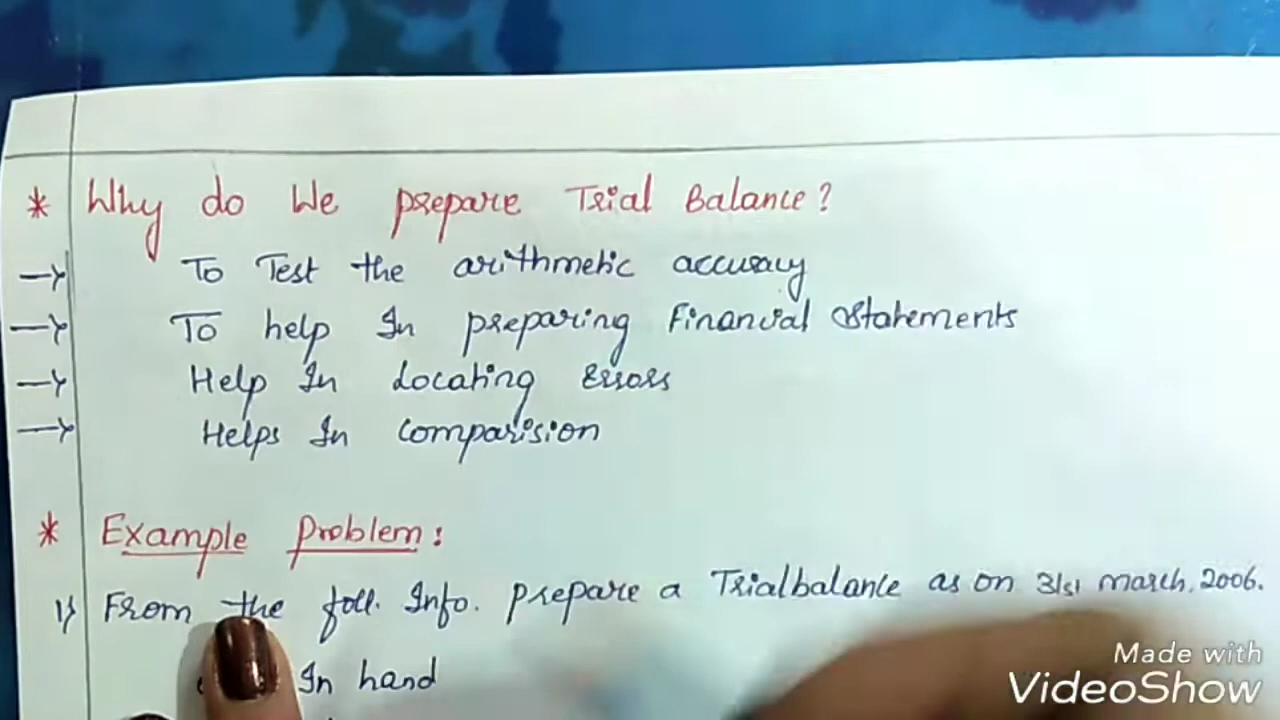 * Why do We prepare Trial Balance?
→ To Test the arithmetic accuracy
→ To help In preparing Financial Statements
→ Help In Locating Errors
→ Helps In Comparision
* Example Problem:
1) From the foll. Info. prepare a Trialbalance as on 31st march, 2006.
In hand
Made with
VideoShow